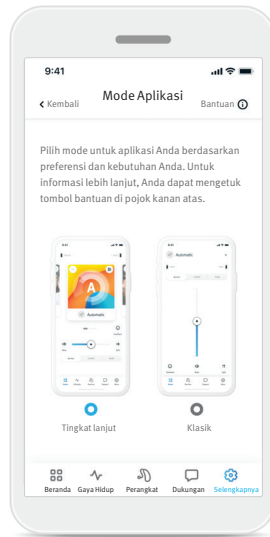 9:41
Kembali
Mode Aplikasi
Bantuan
Pilih mode untuk aplikasi Anda berdasarkan
preferensi dan kebutuhan Anda. Untuk
informasi lebih lanjut, Anda dapat mengetuk
tombol bantuan di pojok kanan atas.
A
Automatic
Automatic
Tingkat lanjut
Klasik
Beranda Gaya Hidup Perangkat Dukungan Selengkapnya